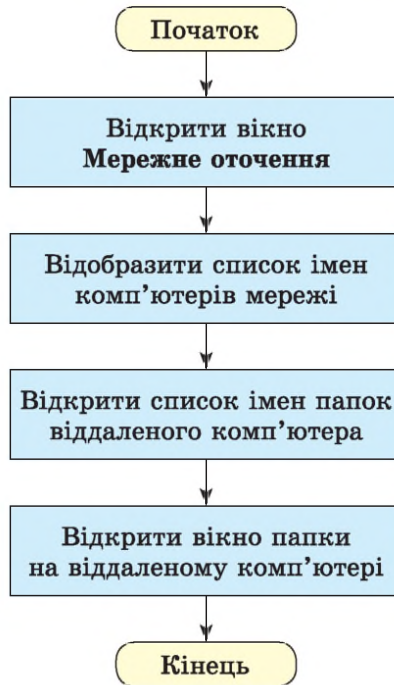 Початок
Відкрити вікно
Мережне оточення
Відобразити список імен
комп’ютерів мережі
Відкрити список імен папок
віддаленого комп’ютера
Відкрити вікно папки
на віддаленому комп’ютері
Кінець